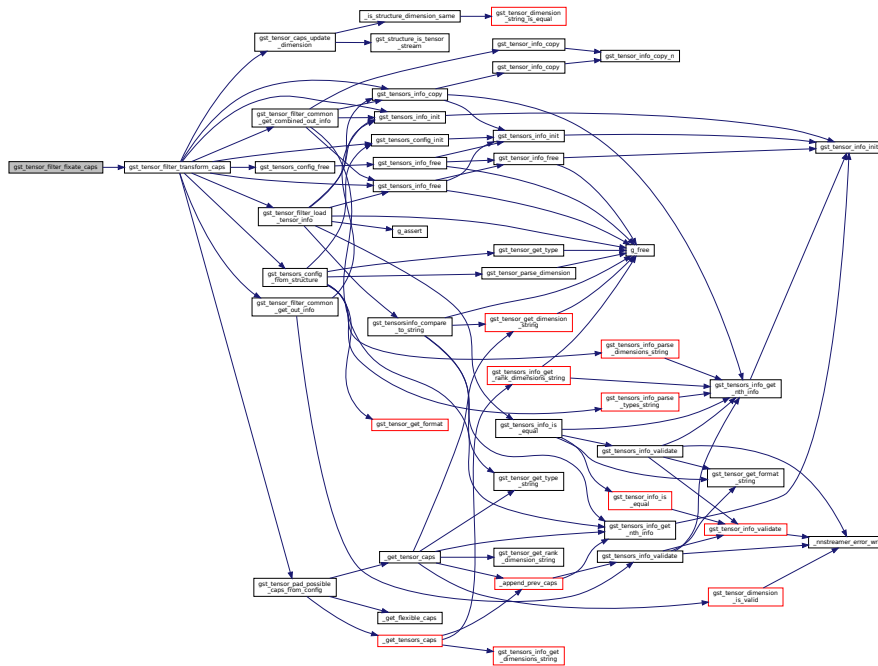 _is_structure_dimension_same
gst_tensor_dimension
_string_is_equal
gst_tensor_caps_update
_dimension
gst_structure_is_tensor
_stream
gst_tensor_info_copy
gst_tensor_info_copy_n
gst_tensor_info_copy
gst_tensors_info_copy
gst_tensor_filter_common
_get_combined_out_info
gst_tensors_info_init
gst_tensors_config_init
gst_tensors_info_init
gst_tensor_info_init
gst_tensor_filter_fixate_caps
gst_tensor_filter_transform_caps
gst_tensors_config_free
gst_tensors_info_free
gst_tensor_info_free
gst_tensors_info_free
gst_tensor_filter_load
_tensor_info
g_assert
gst_tensor_get_type
g_free
gst_tensors_config
_from_structure
gst_tensor_parse_dimension
gst_tensor_filter_common
_get_out_info
gst_tensorsinfo_compare
_to_string
gst_tensor_get_dimension
_string
gst_tensors_info_parse
_dimensions_string
gst_tensors_info_get
_rank_dimensions_string
gst_tensors_info_get
_nth_info
gst_tensors_info_parse
_types_string
gst_tensor_get_format
gst_tensors_info_is
_equal
gst_tensors_info_validate
gst_tensor_get_format
_string
gst_tensor_get_type
_string
gst_tensor_info_is
_equal
gst_tensors_info_get
_nth_info
gst_tensor_info_validate
_nnstreamer_error_wr
_get_tensor_caps
gst_tensor_get_rank
_dimension_string
gst_tensors_info_validate
gst_tensor_pad_possible
_caps_from_config
_append_prev_caps
gst_tensor_dimension
_is_valid
_get_flexible_caps
_get_tensors_caps
gst_tensors_info_get
_dimensions_string